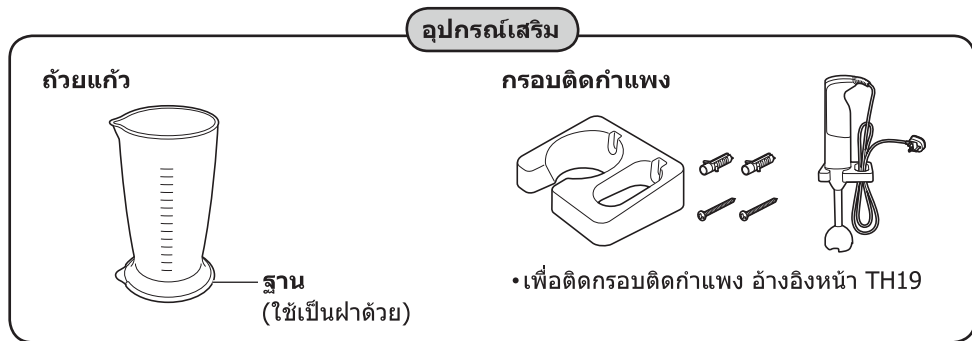 อุปกรณ์เสริม
ถ้วยแก้ว
ฐาน
(ใช้เป็นฝาด้วย)
กรอบติดกำแพง
•เพื่อติดกรอบติดกำแพง อ้างอิงหน้า TH19